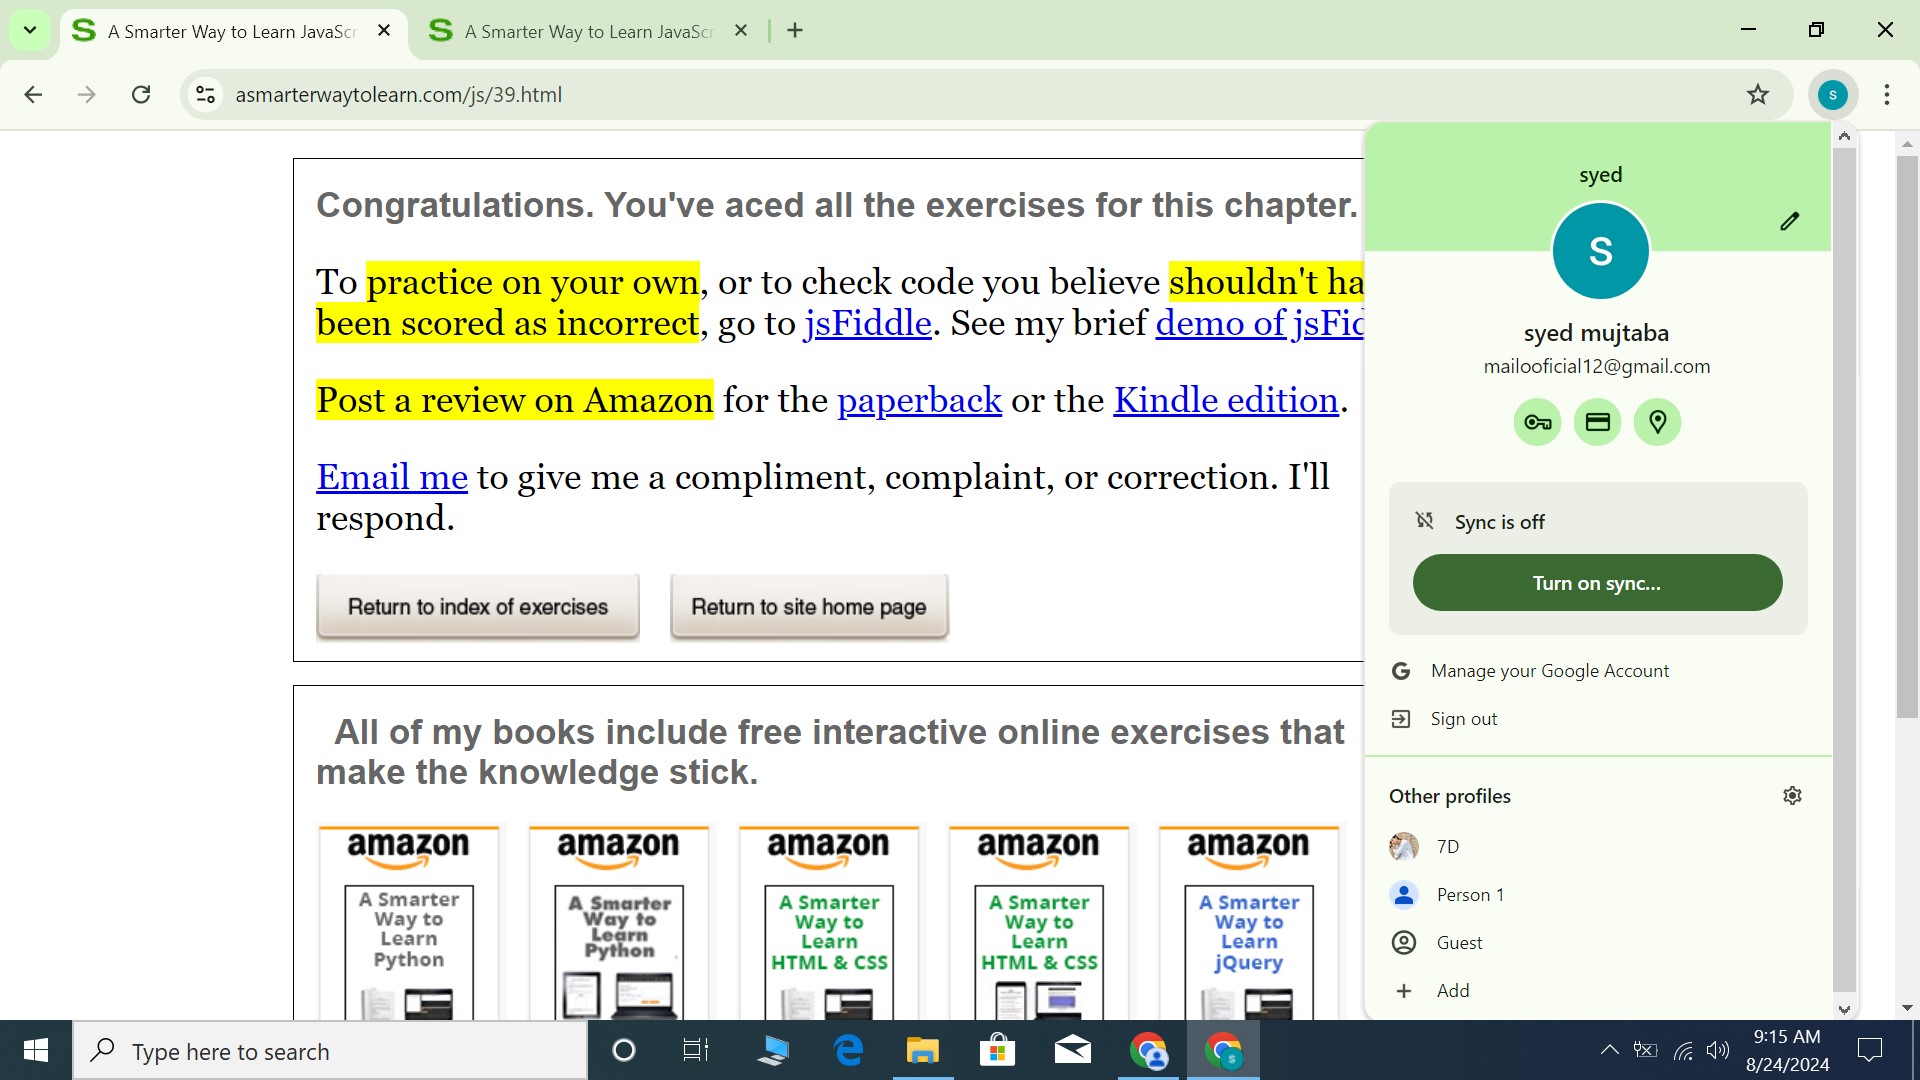 A Smarter Way to Learn JavaScr
A Smarter Way to Learn JavaScr
asmarterwaytolearn.com/js/39.html
S
Congratulations. You've aced all the exercises for this chapter.
To practice on your own, or to check code you believe shouldn't ha
been scored as incorrect, go to jsFiddle. See my brief demo of jsFid
Post a review on Amazon for the paperback or the Kindle edition.
Email me to give me a compliment, complaint, or correction. I'll
respond.
Return to index of exercises
Return to site home page
All of my books include free interactive online exercises that
make the knowledge stick.
amazon
A Smarter
Way to
Learn
Python
amazon
A Smarter
Way to
Learn
Python
amazon
A Smarter
Way to
Learn
HTML & CSS
amazon
A Smarter
Way to
Learn
HTML & CSS
amazon
A Smarter
Way to
Learn
jQuery
syed
S
syed mujtaba
mailooficial12@gmail.com
Sync is off
Turn on sync...
Manage your Google Account
Sign out
Other profiles
7D
Person 1
Guest
Add
Type here to search
9:15 AM
8/24/2024